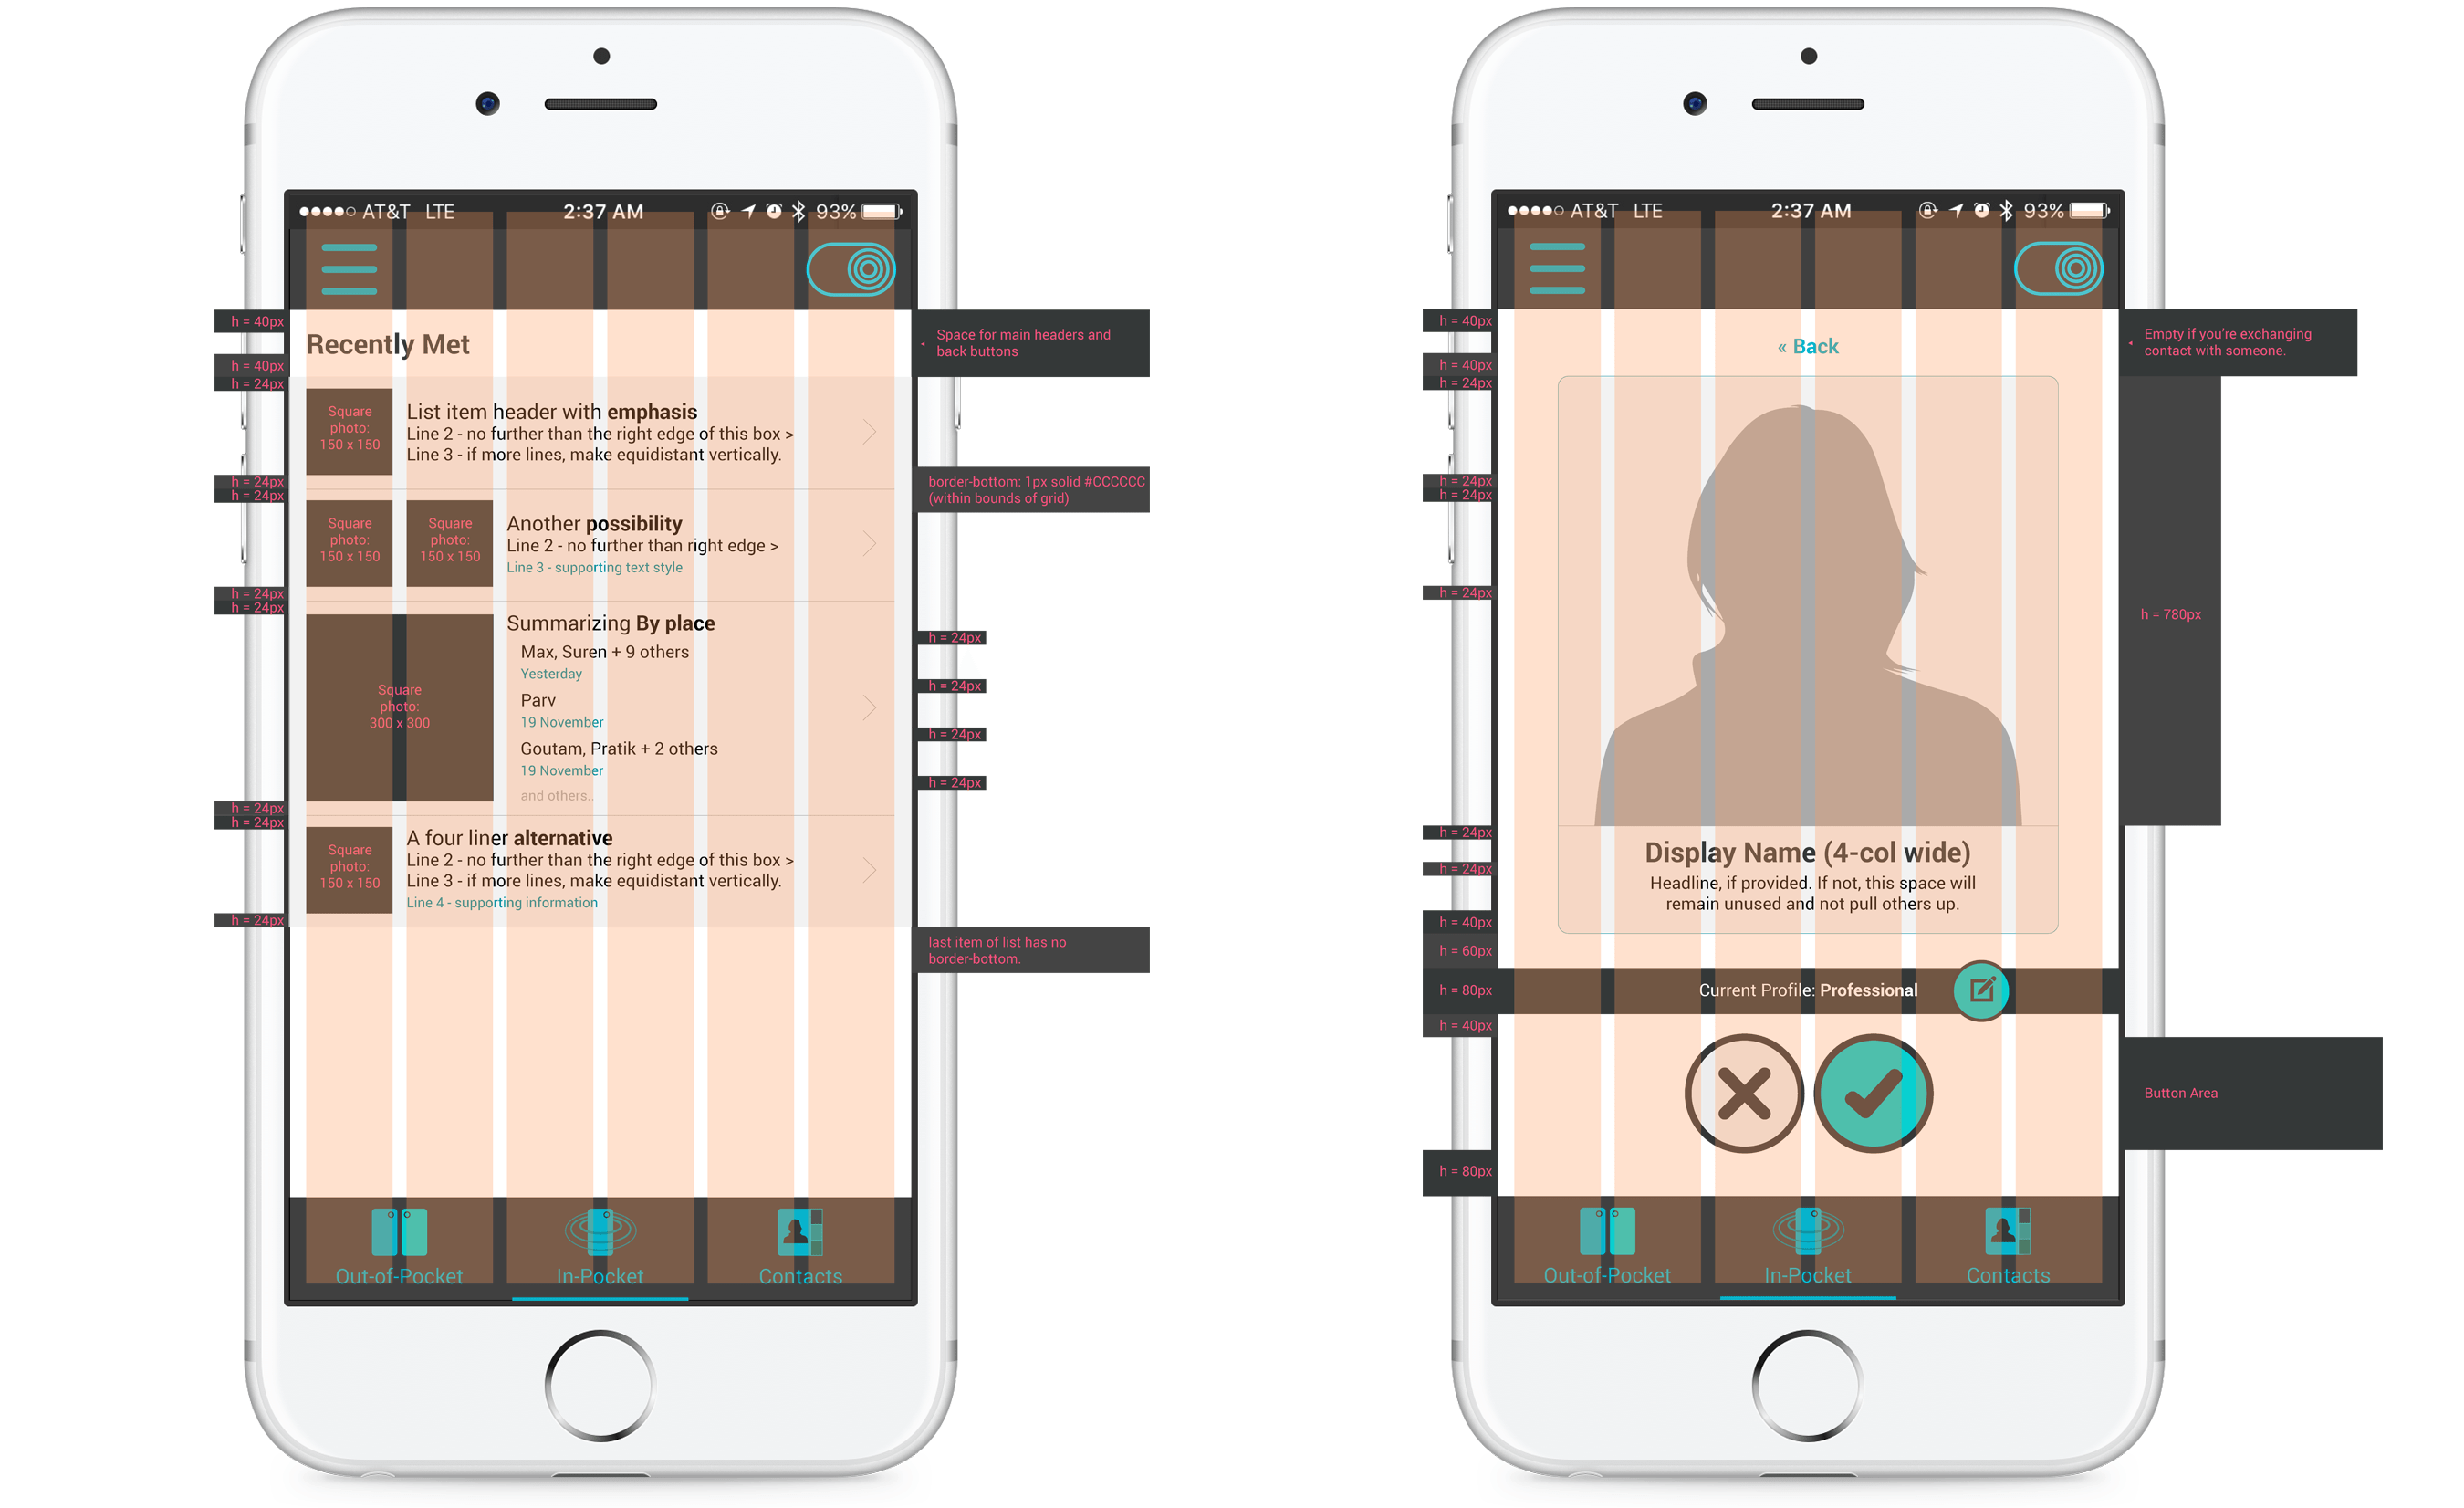 AT&T LTE 2:37 AM 93%
h = 40px
Recently Met
h = 40px
h = 24px
Space for main headers and
back buttons
Square
photo:
150 x 150
List item header with emphasis
Line 2 - no further than the right edge of this box >
Line 3 - if more lines, make equidistant vertically.
h = 24px
h = 24px
border-bottom: 1px solid #CCCCCC
(within bounds of grid)
Square
photo:
150 x 150
Square
photo:
150 x 150
Another possibility
Line 2 - no further than right edge >
Line 3 - supporting text style
h = 24px
h = 24px
Square
photo:
300 x 300
Summarizing By place
Max, Suren + 9 others
Yesterday
Parv
19 November
Goutam, Pratik + 2 others
19 November
and others..
h = 24px
h = 24px
h = 24px
h = 24px
h = 24px
h = 24px
Square
photo:
150 x 150
A four liner alternative
Line 2 - no further than the right edge of this box >
Line 3 - if more lines, make equidistant vertically.
Line 4 - supporting information
h = 24px
last item of list has no
border-bottom.
Out-of-Pocket
In-Pocket
Contacts
AT&T LTE 2:37 AM 93%
h = 40px
« Back
h = 40px
h = 24px
Empty if you're exchanging
contact with someone.
h = 24px
h = 24px
h = 24px
h = 780px
h = 24px
Display Name (4-col wide)
h = 24px
Headline, if provided. If not, this space will
remain unused and not pull others up.
h = 40px
h = 60px
h = 80px
Current Profile: Professional
h = 40px
Button Area
h = 80px
Out-of-Pocket
In-Pocket
Contacts